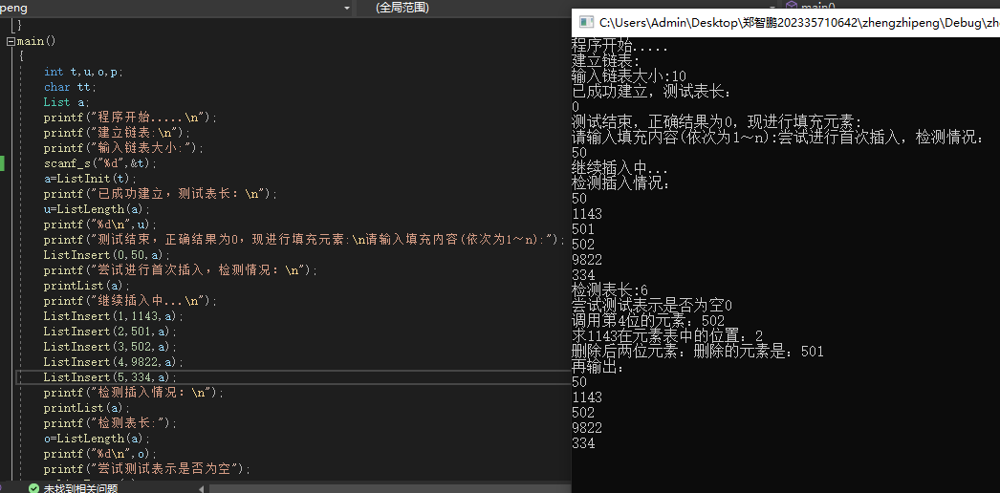 peng
(全局范围)
main()
}
main()
{
int t,u,o,p;
char tt;
List a;
printf("程序开始.....\n");
printf("建立链表:\n");
printf("输入链表大小:");
scanf_s("%d",&t);
a=ListInit(t);
printf("已成功建立，测试表长：\n");
u=ListLength(a);
printf("%d\n",u);
printf("测试结束，正确结果为0，现进行填充元素:\n请输入填充内容(依次为1～n):");
ListInsert(0,50,a);
printf("尝试进行首次插入，检测情况：\n");
printList(a);
printf("继续插入中...\n");
ListInsert(1,1143,a);
ListInsert(2,501,a);
ListInsert(3,502,a);
ListInsert(4,9822,a);
ListInsert(5,334,a);
printf("检测插入情况：\n");
printList(a);
printf("检测表长:");
o=ListLength(a);
printf("%d\n",o);
printf("尝试测试表示是否为空");
未找到相关问题
C:\Users\Admin\Desktop\郑智鹏202335710642\zhengzhipeng\Debug\zhe
程序开始.....
建立链表:
输入链表大小:10
已成功建立，测试表长：
0
测试结束，正确结果为0，现进行填充元素:
请输入填充内容(依次为1～n):尝试进行首次插入，检测情况：
50
继续插入中...
检测插入情况：
50
1143
501
502
9822
334
检测表长:6
尝试测试表示是否为空0
调用第4位的元素：502
求1143在元素表中的位置：2
删除后两位元素：删除的元素是：501
再输出：
50
1143
502
9822
334